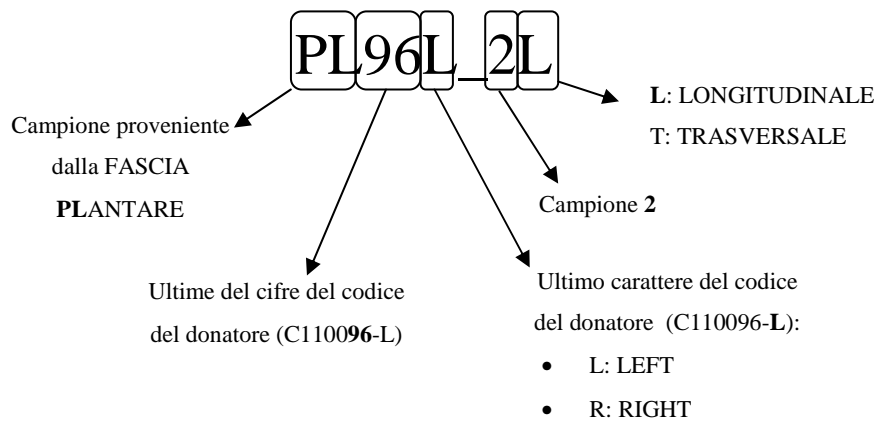 PL96L_2L
L: LONGITUDINALE
T: TRASVERSALE
Campione proveniente
dalla FASCIA
PLANTARE
Campione 2
Ultime del cifre del codice
del donatore (C110096-L)
Ultimo carattere del codice
del donatore (C110096-L):
• L: LEFT
• R: RIGHT